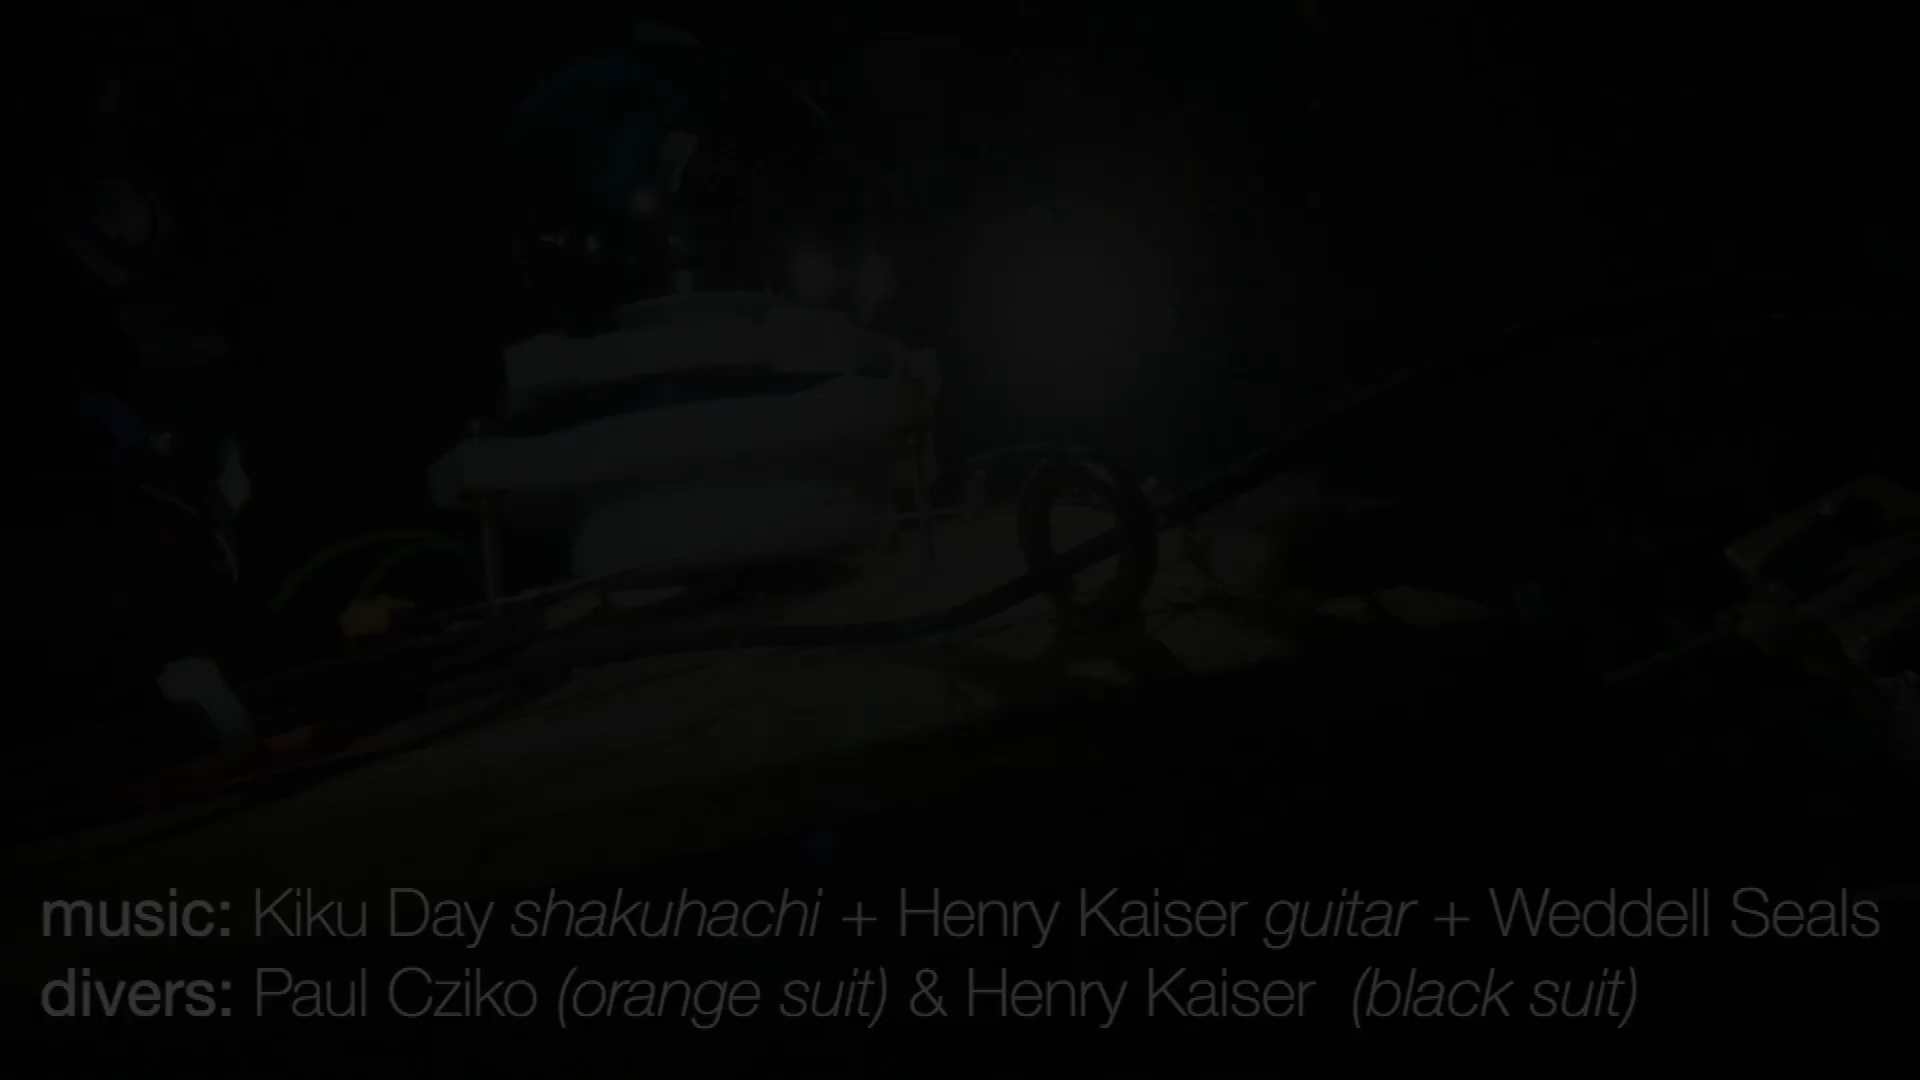 music: Kiku Day shakuhachi + Henry Kaiser guitar + Weddell Seals
divers: Paul Cziko (orange suit) & Henry Kaiser (black suit)